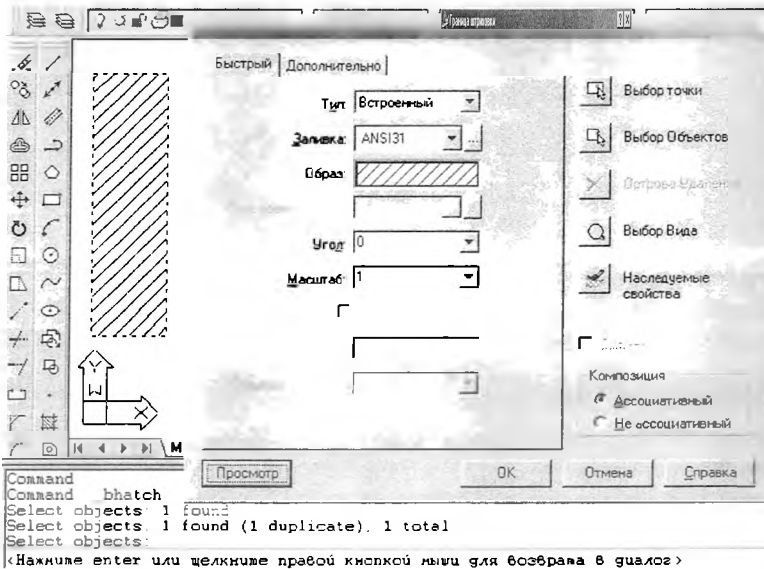 Граница штриховки
Быстрый Дополнительно
Тип: Встроенный
Заливка: ANSI31 ...
Образ:
Угол: 0
Масштаб: 1
Выбор точки
Выбор Объектов
Острова Удаления
Выбор Вида
Наследуемые
свойства
Композиция
Ассоциативный
Не ассоциативный
Просмотр OK Отмена Справка
Y
W
X
M
Command
Command _bhatch
Select objects: 1 found
Select objects: 1 found (1 duplicate), 1 total
Select objects:
<Нажмите enter или щелкните правой кнопкой мыши для возврата в диалог>